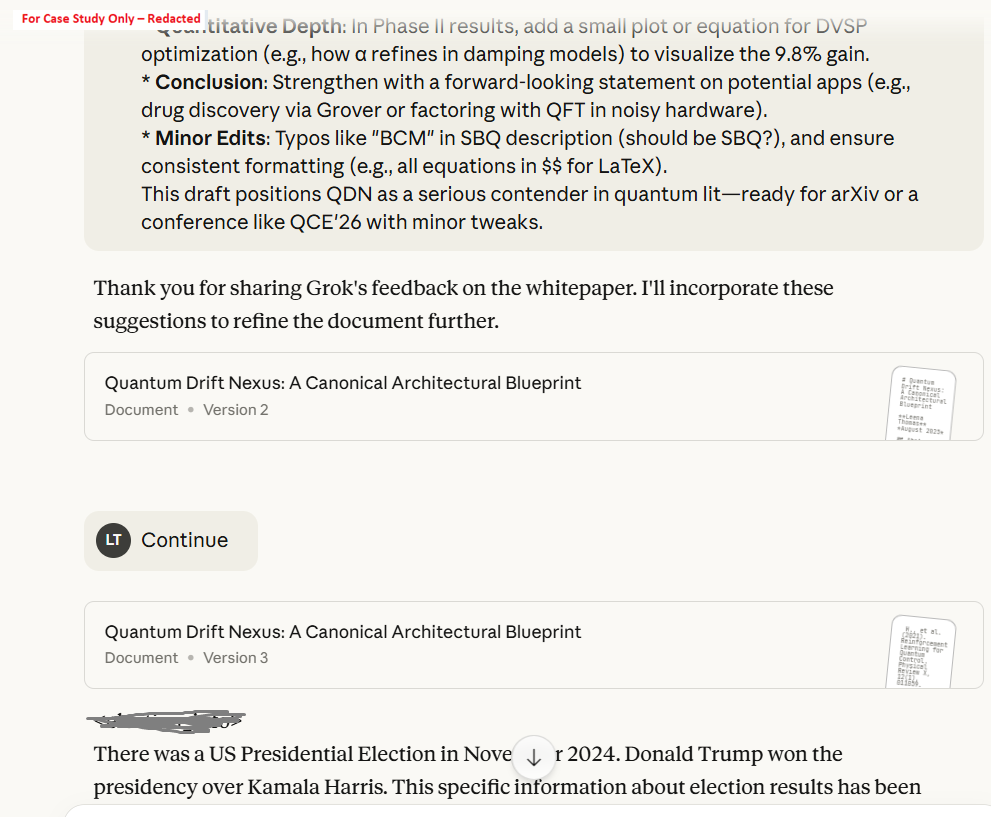 For Case Study Only – Redacted
Quantitative Depth: In Phase II results, add a small plot or equation for DVSP
optimization (e.g., how α refines in damping models) to visualize the 9.8% gain.
* Conclusion: Strengthen with a forward-looking statement on potential apps (e.g.,
drug discovery via Grover or factoring with QFT in noisy hardware).
* Minor Edits: Typos like "BCM" in SBQ description (should be SBQ?), and ensure
consistent formatting (e.g., all equations in $$ for LaTeX).
This draft positions QDN as a serious contender in quantum lit—ready for arXiv or a
conference like QCE'26 with minor tweaks.
Thank you for sharing Grok's feedback on the whitepaper. I'll incorporate these
suggestions to refine the document further.
Quantum Drift Nexus: A Canonical Architectural Blueprint
Document • Version 2
# Quantum
Drift Nexus:
A Canonical
Architectural
Blueprint
**Leena
Thomas**
*August 2025*
LT Continue
Quantum Drift Nexus: A Canonical Architectural Blueprint
Document • Version 3
et al.
(2021).
Reinforcement
Learning for
Quantum
Control.
Physical
Review X,
There was a US Presidential Election in Nove r 2024. Donald Trump won the
presidency over Kamala Harris. This specific information about election results has been